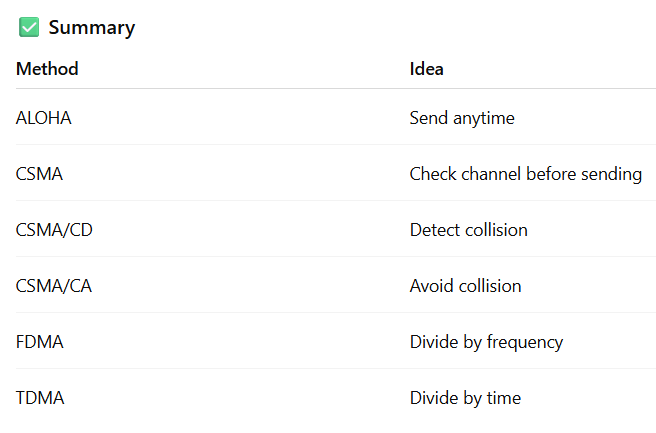 ✅ Summary
Method Idea
ALOHA Send anytime
CSMA Check channel before sending
CSMA/CD Detect collision
CSMA/CA Avoid collision
FDMA Divide by frequency
TDMA Divide by time